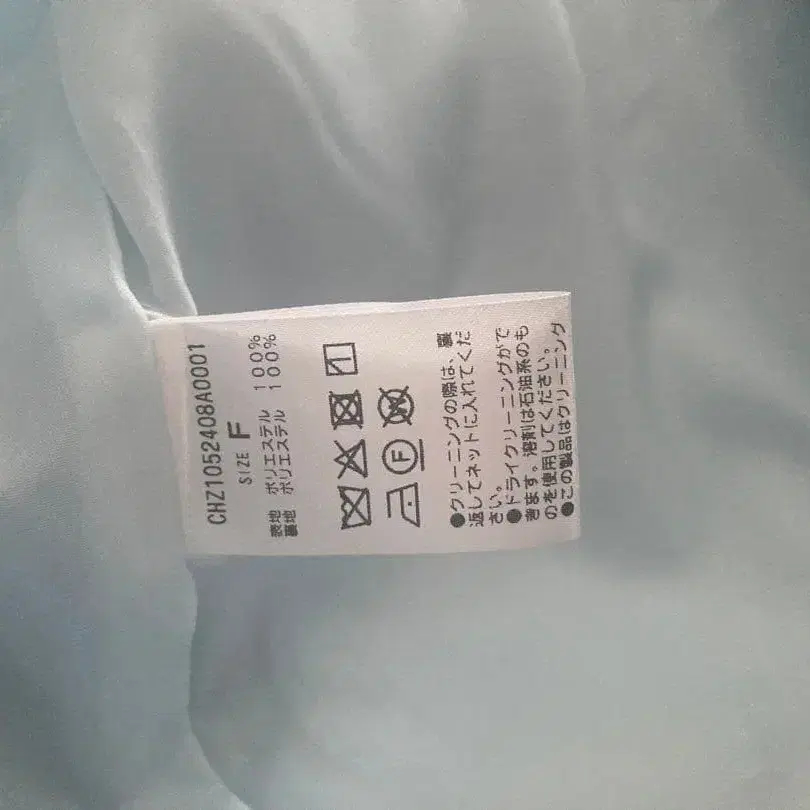 CHZ1052408A0001
SIZE F
表地 ポリエステル 100%
裏地 ポリエステル 100%
●クリーニングの際は、裏
返してネットに入れてくだ
さい。
●ドライクリーニングがで
きます。溶剤は石油系のも
のを使用してください。
●この製品はクリーニング